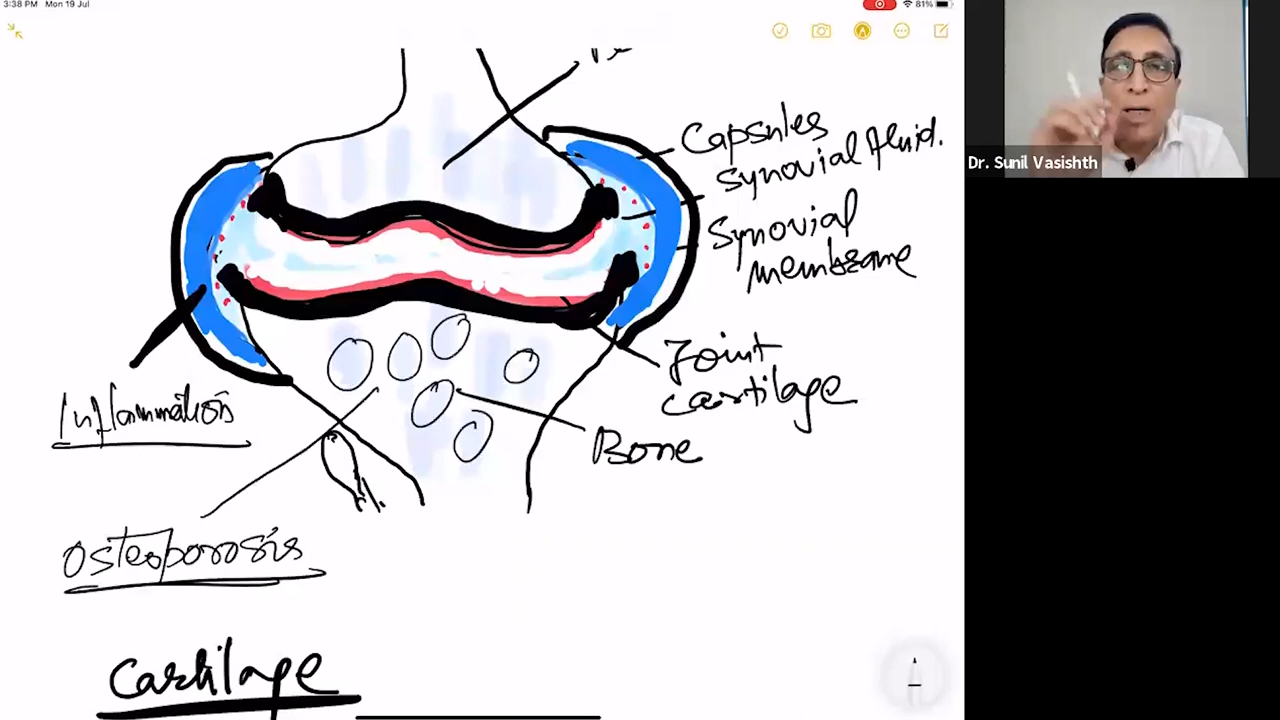 3:38 PM Mon 19 Jul
81%
Capsules
Synovial fluid.
Synovial
membrane
Joint
cartilage
Bone
Inflammation
Osteoporosis
Cartilage
Dr. Sunil Vasishth